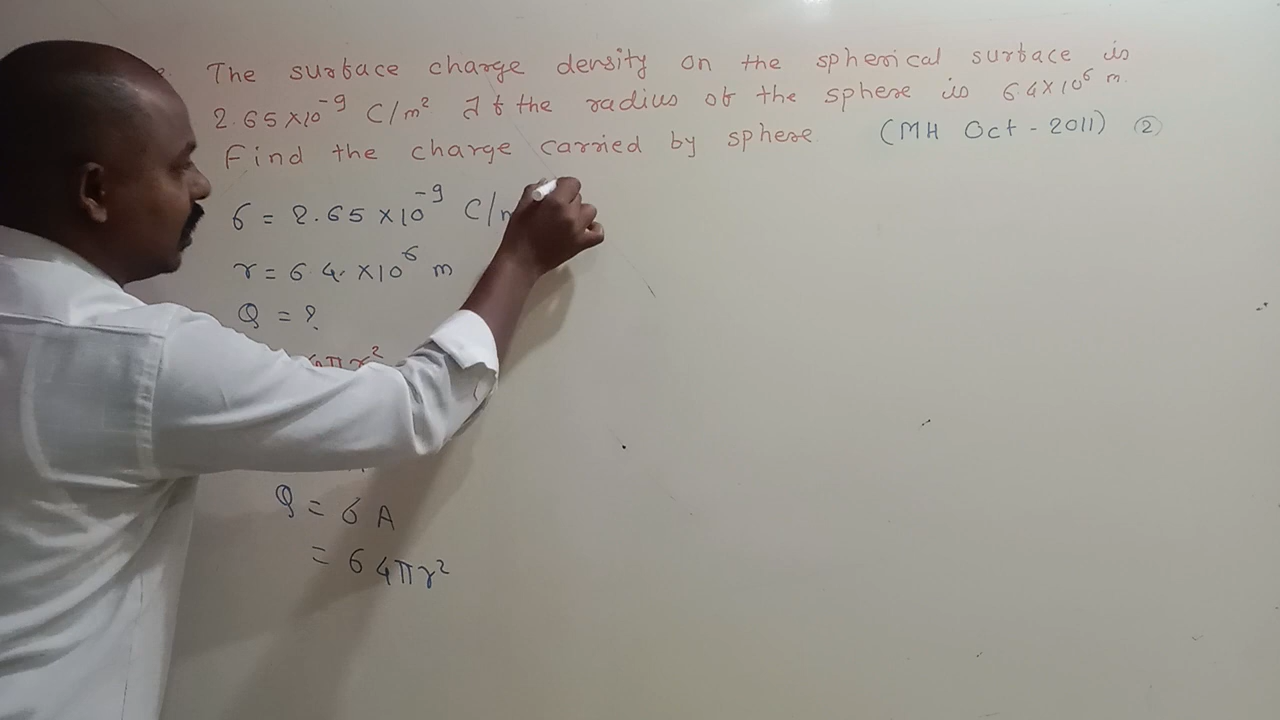 The surface charge density on the spherical surface is
2.65×10⁻⁹ C/m² If the radius of the sphere is 6.4×10⁶ m.
Find the charge carried by sphere (MH Oct - 2011) ②
σ = 2.65 ×10⁻⁹ C/m
r = 6.4. ×10⁶ m
Q = ?
4πr²
Q = σ A
= σ 4πr²